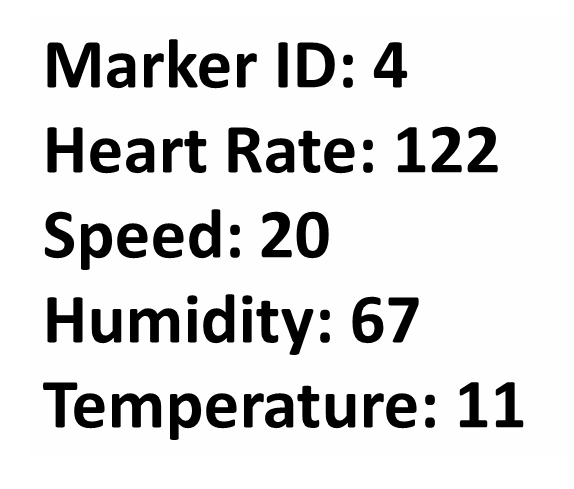 Marker ID: 4
Heart Rate: 122
Speed: 20
Humidity: 67
Temperature: 11